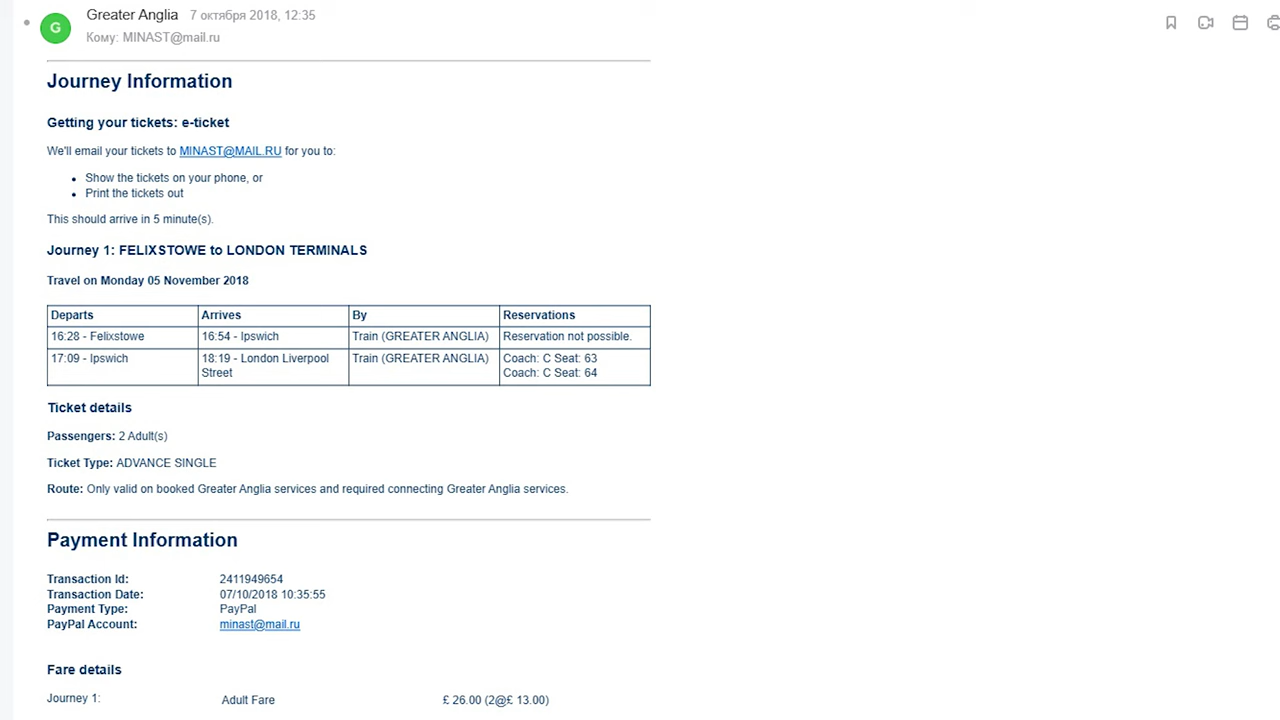 Greater Anglia 7 октября 2018, 12:35
G
Кому: MINAST@mail.ru
Journey Information
Getting your tickets: e-ticket
We'll email your tickets to MINAST@MAIL.RU for you to:
• Show the tickets on your phone, or
• Print the tickets out
This should arrive in 5 minute(s).
Journey 1: FELIXSTOWE to LONDON TERMINALS
Travel on Monday 05 November 2018
Departs Arrives By Reservations
16:28 - Felixstowe 16:54 - Ipswich Train (GREATER ANGLIA) Reservation not possible.
17:09 - Ipswich 18:19 - London Liverpool Train (GREATER ANGLIA) Coach: C Seat: 63
Street Coach: C Seat: 64
Ticket details
Passengers: 2 Adult(s)
Ticket Type: ADVANCE SINGLE
Route: Only valid on booked Greater Anglia services and required connecting Greater Anglia services.
Payment Information
Transaction Id: 2411949654
Transaction Date: 07/10/2018 10:35:55
Payment Type: PayPal
PayPal Account: minast@mail.ru
Fare details
Journey 1: Adult Fare £ 26.00 (2@£ 13.00)